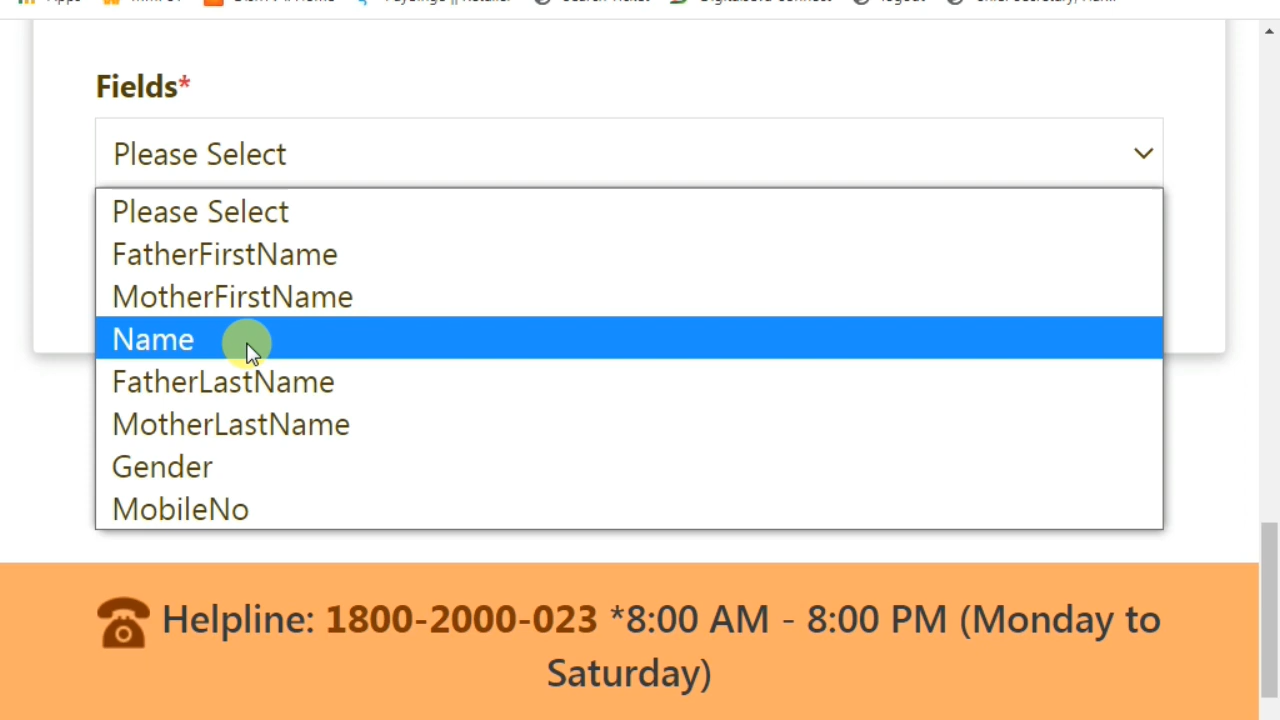 Fields*
Please Select
Please Select
FatherFirstName
MotherFirstName
Name
FatherLastName
MotherLastName
Gender
MobileNo
Helpline: 1800-2000-023 *8:00 AM - 8:00 PM (Monday to
Saturday)